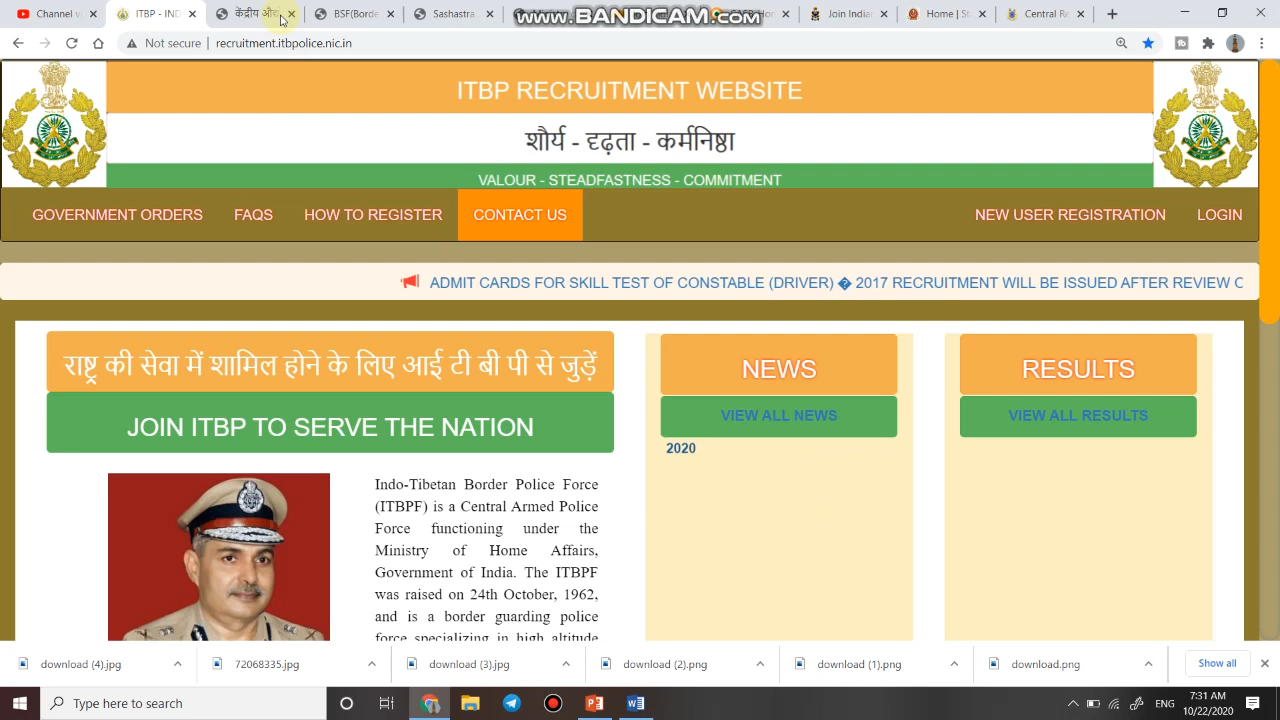 ITBP Rec
केंद्रीय औद्य
BSF(Borde
Sashastra
www.BANDICAM.com
Join Indian
Home | St
Central Re
Not secure | recruitment.itbpolice.nic.in
ITBP RECRUITMENT WEBSITE
शौर्य - दृढ़ता - कर्मनिष्ठा
VALOUR - STEADFASTNESS - COMMITMENT
GOVERNMENT ORDERS FAQS HOW TO REGISTER CONTACT US NEW USER REGISTRATION LOGIN
ADMIT CARDS FOR SKILL TEST OF CONSTABLE (DRIVER) � 2017 RECRUITMENT WILL BE ISSUED AFTER REVIEW
राष्ट्र की सेवा में शामिल होने के लिए आई टी बी पी से जुड़ें
JOIN ITBP TO SERVE THE NATION
NEWS
VIEW ALL NEWS
2020
RESULTS
VIEW ALL RESULTS
Indo-Tibetan Border Police Force
(ITBPF) is a Central Armed Police
Force functioning under the
Ministry of Home Affairs,
Government of India. The ITBPF
was raised on 24th October, 1962,
and is a border guarding police
force specializing in high altitude
download (4).jpg
72068335.jpg
download (3).jpg
download (2).png
download (1).png
download.png
Show all
Type here to search
ENG
7:31 AM
10/22/2020